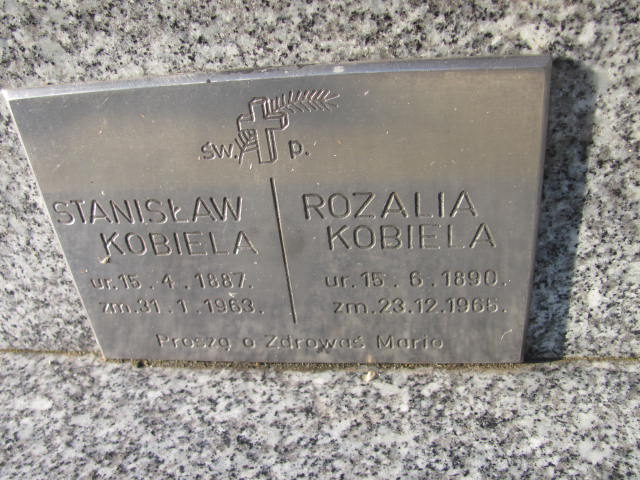 św. p.
STANISŁAW
KOBIELA
ur. 15. 4. 1887.
zm. 31. 1. 1963.
ROZALIA
KOBIELA
ur. 15. 6. 1890.
zm. 23.12.1965.
Proszą o Zdrowaś Mario